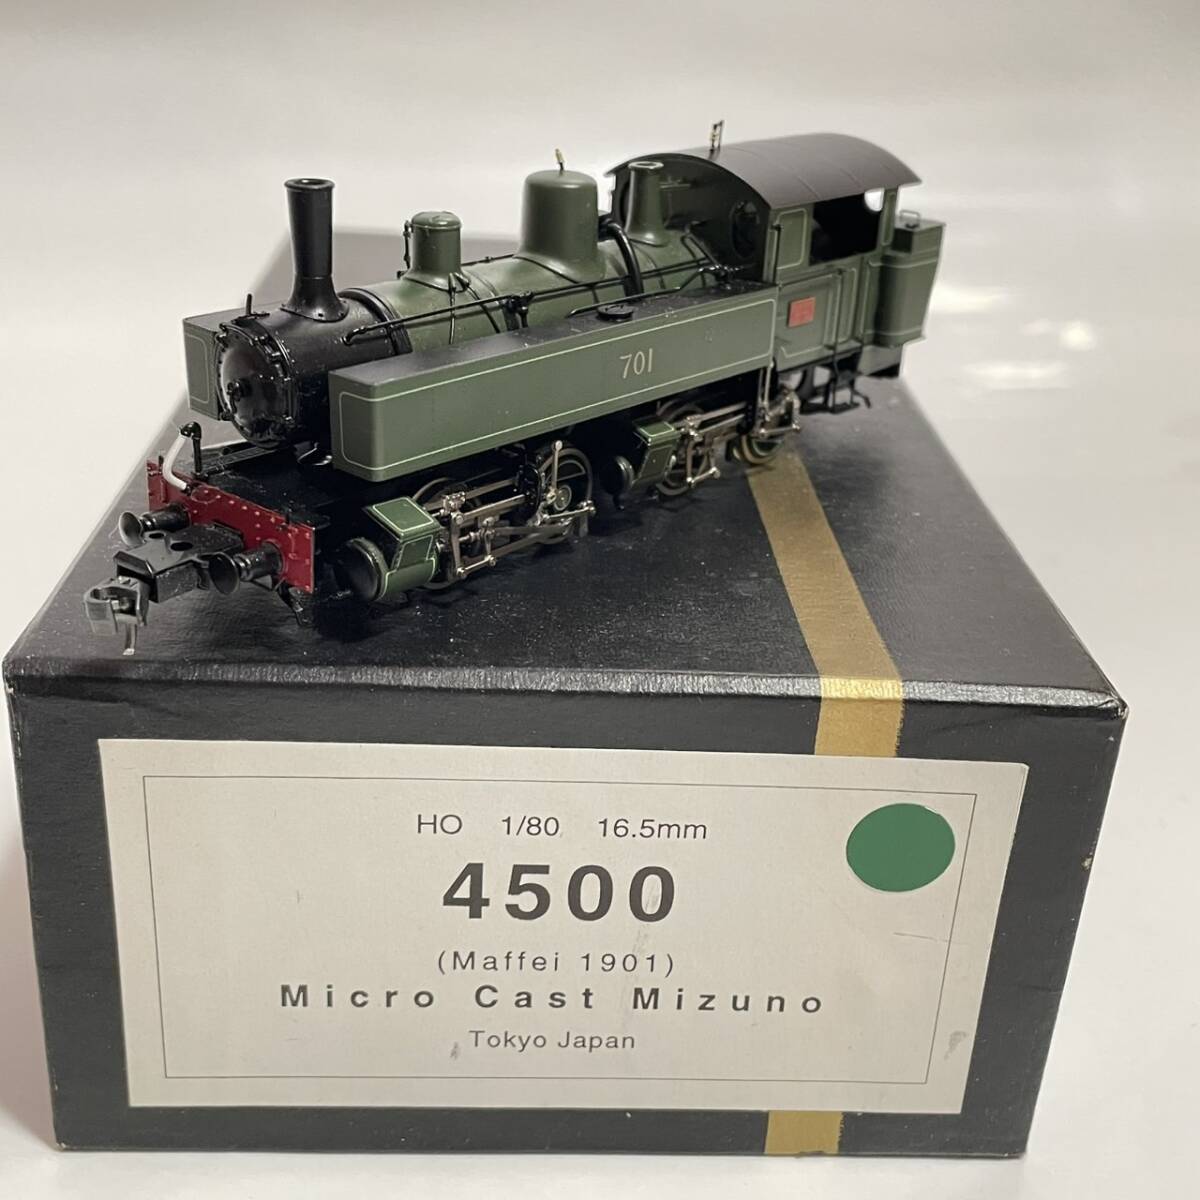 701
HO 1/80 16.5mm
4500
(Maffei 1901)
Micro Cast Mizuno
Tokyo Japan